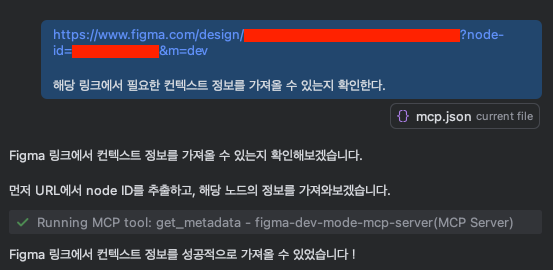 https://www.figma.com/design/ ?node-
id= &m=dev
해당 링크에서 필요한 컨텍스트 정보를 가져올 수 있는지 확인한다.
{} mcp.json current file
Figma 링크에서 컨텍스트 정보를 가져올 수 있는지 확인해보겠습니다.
먼저 URL에서 node ID를 추출하고, 해당 노드의 정보를 가져와보겠습니다.
Running MCP tool: get_metadata - figma-dev-mode-mcp-server(MCP Server)
Figma 링크에서 컨텍스트 정보를 성공적으로 가져올 수 있었습니다 !